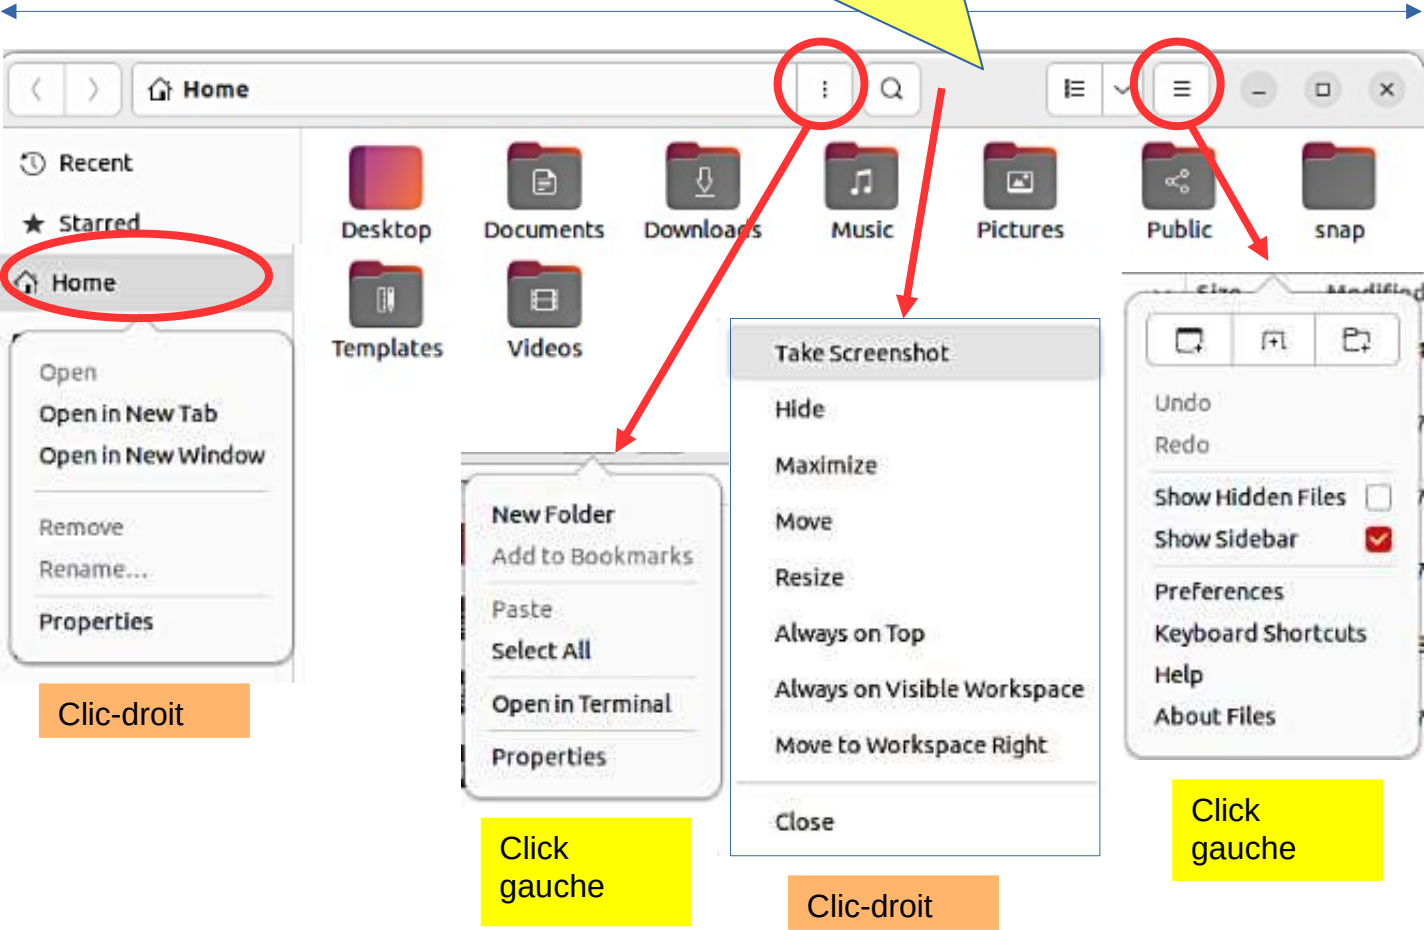 Home
Recent
Starred
Home
Desktop
Documents
Downloads
Music
Pictures
Public
snap
Templates
Videos
Open
Open in New Tab
Open in New Window
Remove
Rename...
Properties
Clic-droit
New Folder
Add to Bookmarks
Paste
Select All
Open in Terminal
Properties
Click
gauche
Take Screenshot
Hide
Maximize
Move
Resize
Always on Top
Always on Visible Workspace
Move to Workspace Right
Close
Clic-droit
Size Modified
Undo
Redo
Show Hidden Files
Show Sidebar
Preferences
Keyboard Shortcuts
Help
About Files
Click
gauche